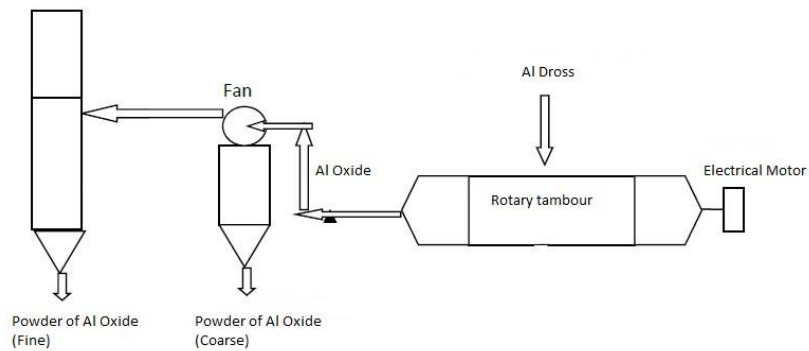 Fan
Al Dross
Al Oxide
Electrical Motor
Rotary tambour
Powder of Al Oxide
(Fine)
Powder of Al Oxide
(Coarse)